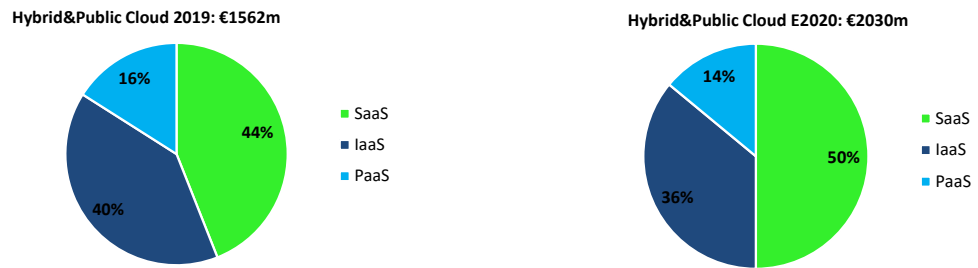 Hybrid&Public Cloud 2019: €1562m
16%
44%
40%
SaaS
IaaS
PaaS
Hybrid&Public Cloud E2020: €2030m
14%
50%
36%
SaaS
IaaS
PaaS